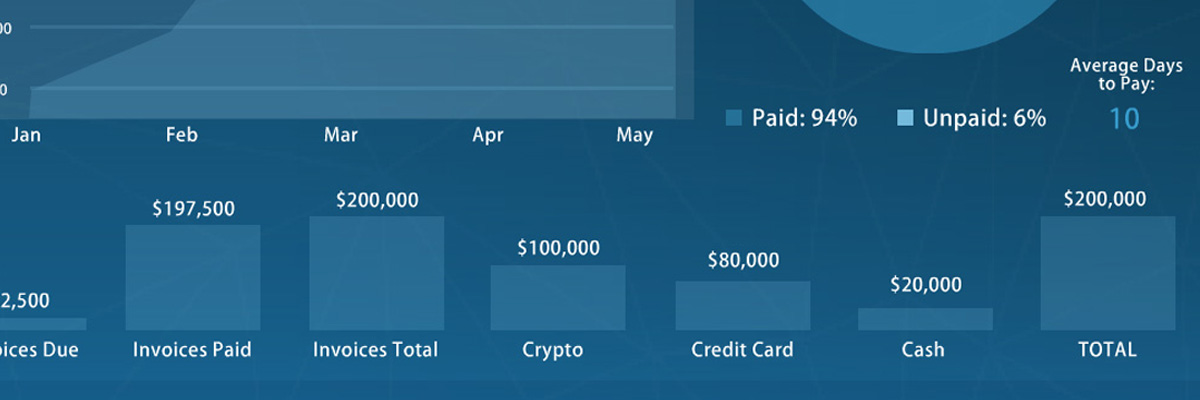 00
0
Jan Feb Mar Apr May
Paid: 94% Unpaid: 6%
Average Days
to Pay:
10
2,500 $197,500 $200,000 $100,000 $80,000 $20,000 $200,000
oices Due Invoices Paid Invoices Total Crypto Credit Card Cash TOTAL